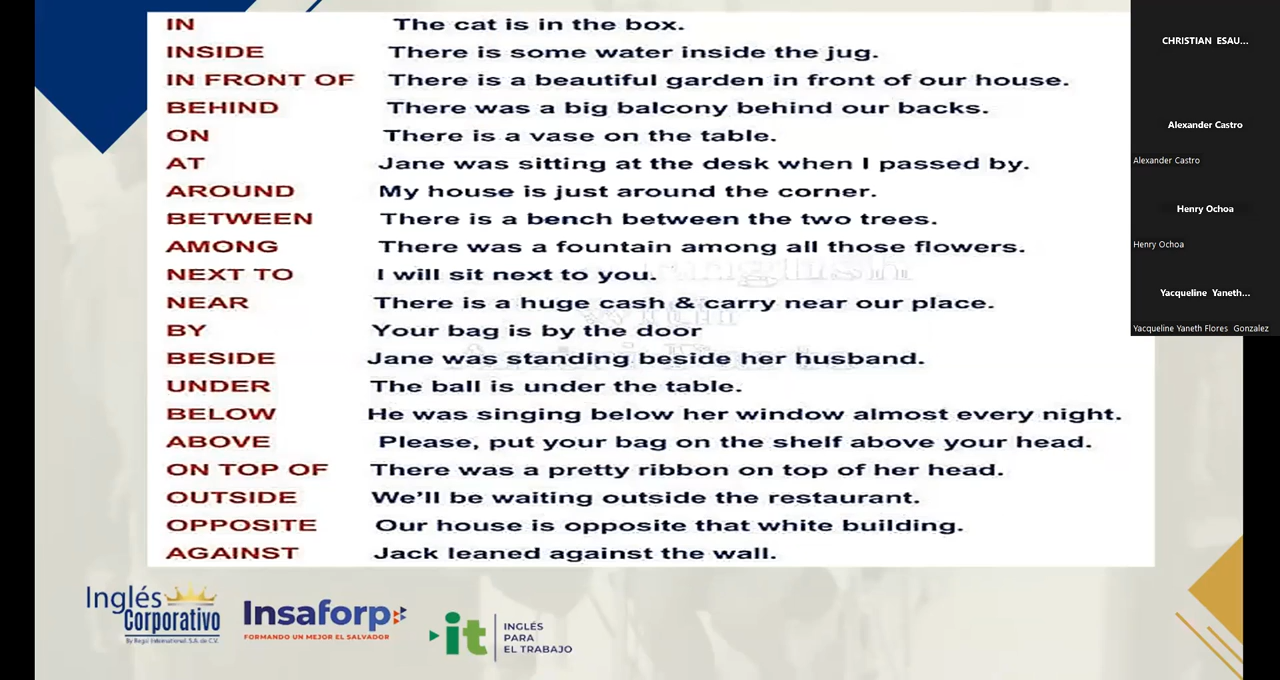 IN The cat is in the box.
INSIDE There is some water inside the jug.
IN FRONT OF There is a beautiful garden in front of our house.
BEHIND There was a big balcony behind our backs.
ON There is a vase on the table.
AT Jane was sitting at the desk when I passed by.
AROUND My house is just around the corner.
BETWEEN There is a bench between the two trees.
AMONG There was a fountain among all those flowers.
NEXT TO I will sit next to you.
NEAR There is a huge cash & carry near our place.
BY Your bag is by the door
BESIDE Jane was standing beside her husband.
UNDER The ball is under the table.
BELOW He was singing below her window almost every night.
ABOVE Please, put your bag on the shelf above your head.
ON TOP OF There was a pretty ribbon on top of her head.
OUTSIDE We'll be waiting outside the restaurant.
OPPOSITE Our house is opposite that white building.
AGAINST Jack leaned against the wall.
CHRISTIAN ESAU...
Alexander Castro
Alexander Castro
Henry Ochoa
Henry Ochoa
Yacqueline Yaneth...
Yacqueline Yaneth Flores Gonzalez
Inglés
Corporativo
By Regal International, S.A. de C.V.
Insaforp
FORMANDO UN MEJOR EL SALVADOR
it
INGLÉS
PARA
EL TRABAJO